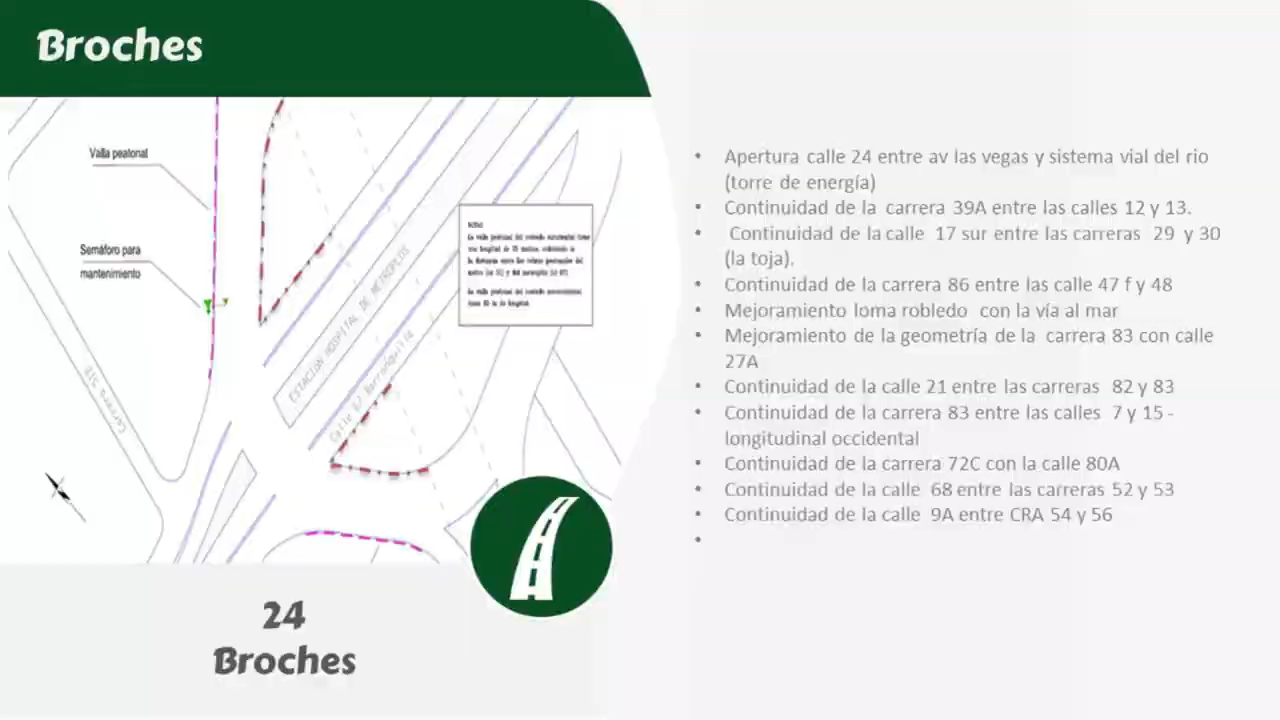 Broches
Valla peatonal
Semáforo para
mantenimiento
ESTACION HOSPITAL DE METROPLUS
Calle 67 Barranquilla
Carrera 51D
24
Broches
• Apertura calle 24 entre av las vegas y sistema vial del rio
(torre de energía)
• Continuidad de la carrera 39A entre las calles 12 y 13.
• Continuidad de la calle 17 sur entre las carreras 29 y 30
(la toja).
• Continuidad de la carrera 86 entre las calle 47 f y 48
• Mejoramiento loma robledo con la vía al mar
• Mejoramiento de la geometría de la carrera 83 con calle
27A
• Continuidad de la calle 21 entre las carreras 82 y 83
• Continuidad de la carrera 83 entre las calles 7 y 15 -
longitudinal occidental
• Continuidad de la carrera 72C con la calle 80A
• Continuidad de la calle 68 entre las carreras 52 y 53
• Continuidad de la calle 9A entre CRA 54 y 56
•